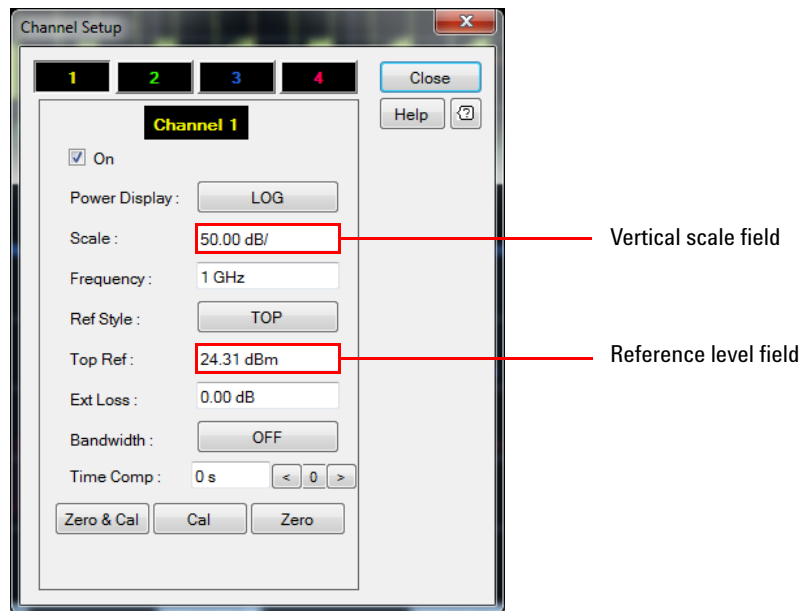 Channel Setup
1 2 3 4
Close
Channel 1
Help
On
Power Display : LOG
Scale : 50.00 dB/
Vertical scale field
Frequency : 1 GHz
Ref Style : TOP
Top Ref : 24.31 dBm
Reference level field
Ext Loss : 0.00 dB
Bandwidth : OFF
Time Comp : 0 s < 0 >
Zero & Cal Cal Zero